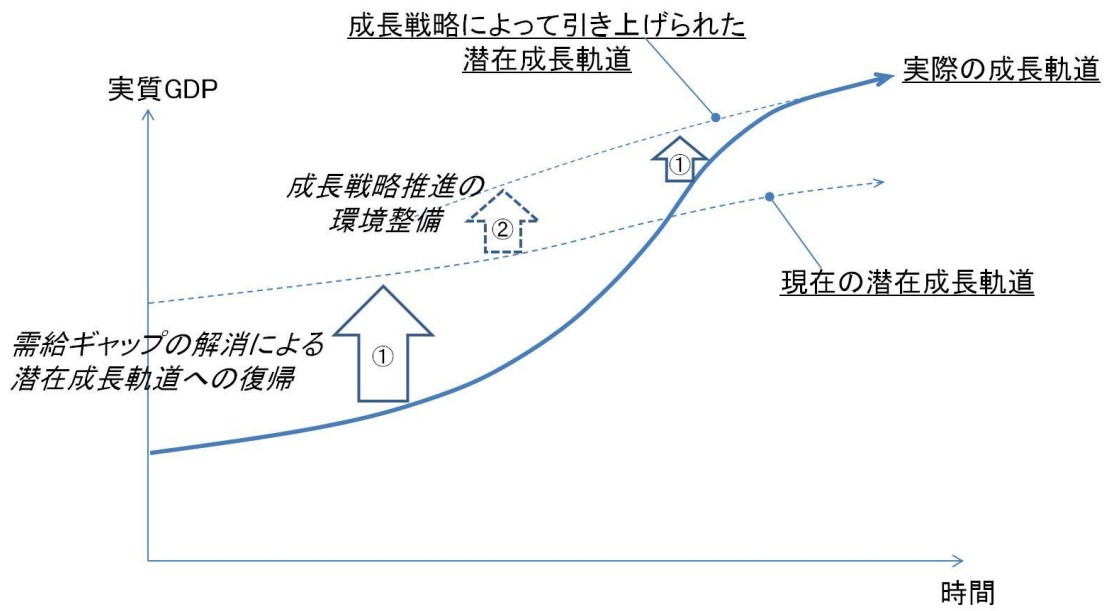 成長戦略によって引き上げられた
潜在成長軌道
実際の成長軌道
実質GDP
①
成長戦略推進の
環境整備
②
現在の潜在成長軌道
需給ギャップの解消による
潜在成長軌道への復帰
①
時間